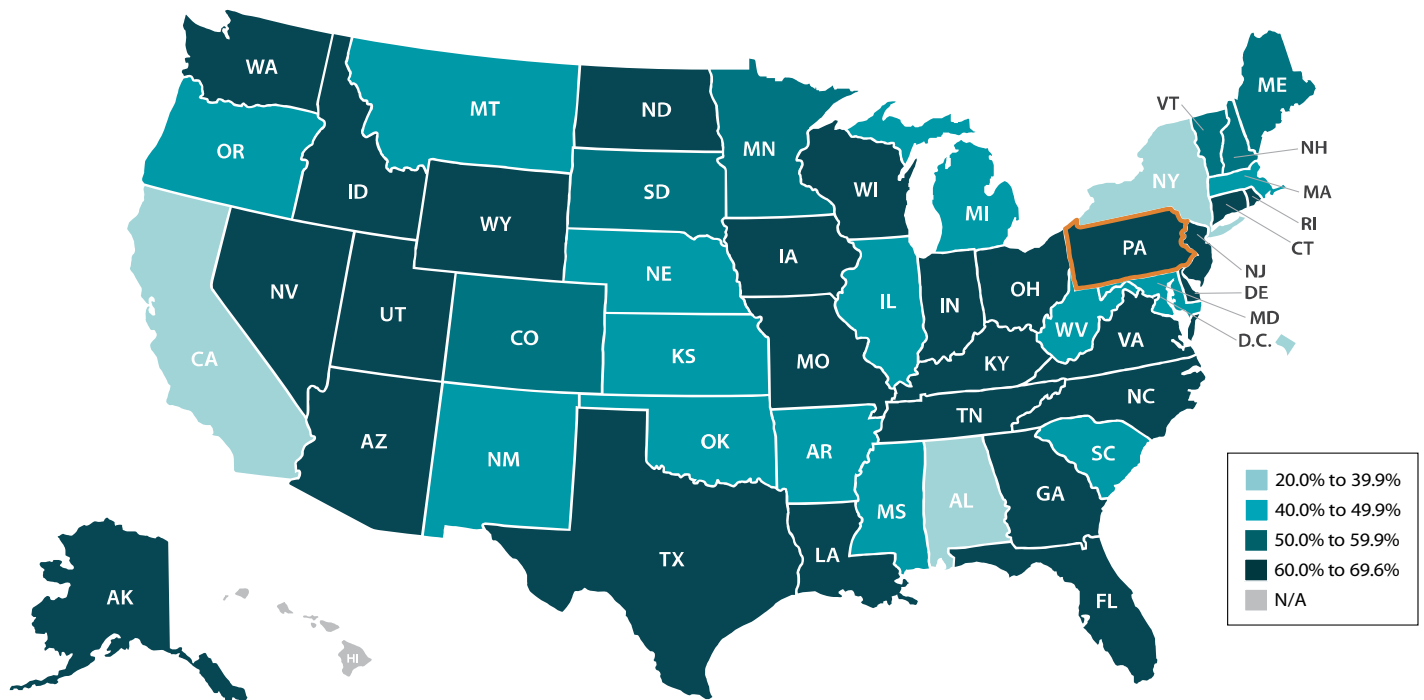 WA
MT
ND
ME
VT
OR
MN
NH
ID
SD
WI
NY
MA
MI
RI
WY
CT
IA
PA
NE
NJ
NV
OH
DE
IL
IN
UT
MD
CO
WV
D.C.
VA
CA
KS
MO
KY
NC
TN
AZ
OK
NM
AR
SC
20.0% to 39.9%
GA
MS
AL
40.0% to 49.9%
50.0% to 59.9%
TX
LA
60.0% to 69.6%
AK
FL
N/A
HI